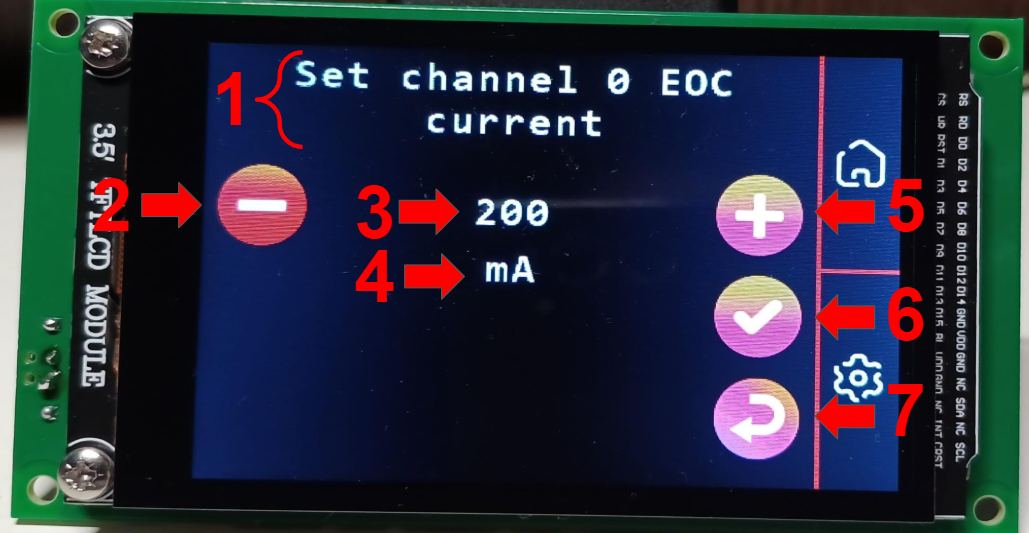 Set channel 0 EOC
current
200
mA
1
2
3
4
5
6
7
3.5' TFTLCD MODULE
RS RD D0 D2 D4 D6 D8 D10 D12 D14 GND VDD GND NC SDA NC SCL
CS WR RST D1 D3 D5 D7 D9 D11 D13 D15 BL VDD GND NC INT CRST